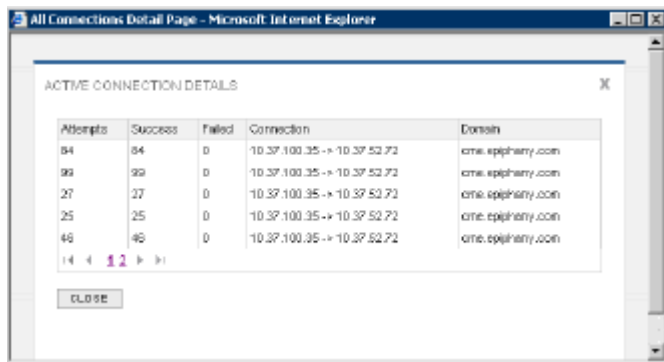 All Connections Detail Page - Microsoft Internet Explorer
ACTIVE CONNECTION DETAILS X
Attempts Success Failed Connection Domain
84 84 0 10.37.100.35 -> 10.37.52.72 cme.epiphany.com
99 99 0 10.37.100.35 -> 10.37.52.72 cme.epiphany.com
27 27 0 10.37.100.35 -> 10.37.52.72 cme.epiphany.com
25 25 0 10.37.100.35 -> 10.37.52.72 cme.epiphany.com
46 46 0 10.37.100.35 -> 10.37.52.72 cme.epiphany.com
1 2
CLOSE